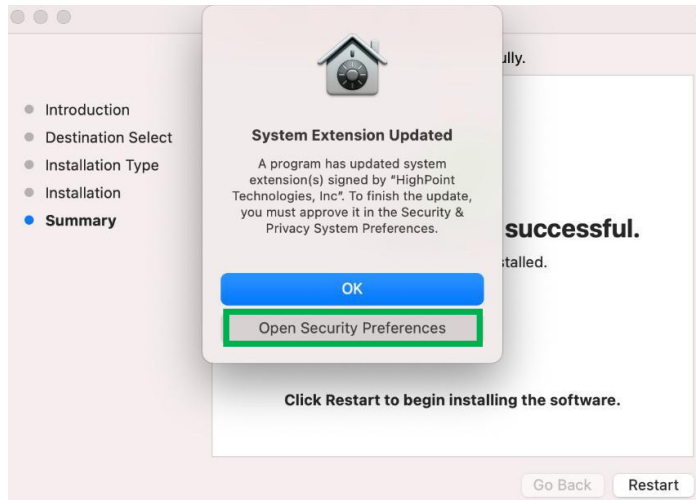 ully.
Introduction
Destination Select
Installation Type
Installation
Summary
System Extension Updated
A program has updated system
extension(s) signed by "HighPoint
Technologies, Inc". To finish the update,
you must approve it in the Security &
Privacy System Preferences.
OK
Open Security Preferences
successful.
talled.
Click Restart to begin installing the software.
Go Back
Restart